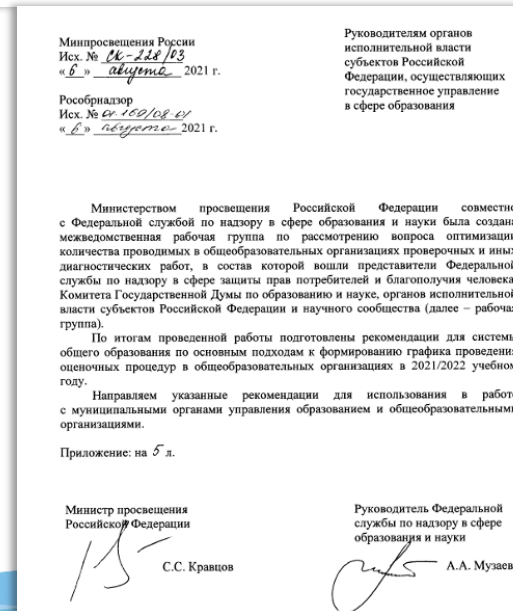 Минпросвещения России
Исх. № СК-228/03
« 6 » августа 2021 г.
Рособрнадзор
Исх. № 01-169/08-01
« 6 » августа 2021 г.
Руководителям органов
исполнительной власти
субъектов Российской
Федерации, осуществляющих
государственное управление
в сфере образования
Министерством просвещения Российской Федерации совместно
с Федеральной службой по надзору в сфере образования и науки была создана
межведомственная рабочая группа по рассмотрению вопроса оптимизации
количества проводимых в общеобразовательных организациях проверочных и иных
диагностических работ, в состав которой вошли представители Федеральной
службы по надзору в сфере защиты прав потребителей и благополучия человека
Комитета Государственной Думы по образованию и науке, органов исполнительной
власти субъектов Российской Федерации и научного сообщества (далее – рабочая
группа).
По итогам проведенной работы подготовлены рекомендации для системы
общего образования по основным подходам к формированию графика проведения
оценочных процедур в общеобразовательных организациях в 2021/2022 учебном
году.
Направляем указанные рекомендации для использования в работе
с муниципальными органами управления образованием и общеобразовательными
организациями.
Приложение: на 5 л.
Министр просвещения
Российской Федерации
С.С. Кравцов
Руководитель Федеральной
службы по надзору в сфере
образования и науки
А.А. Музаев